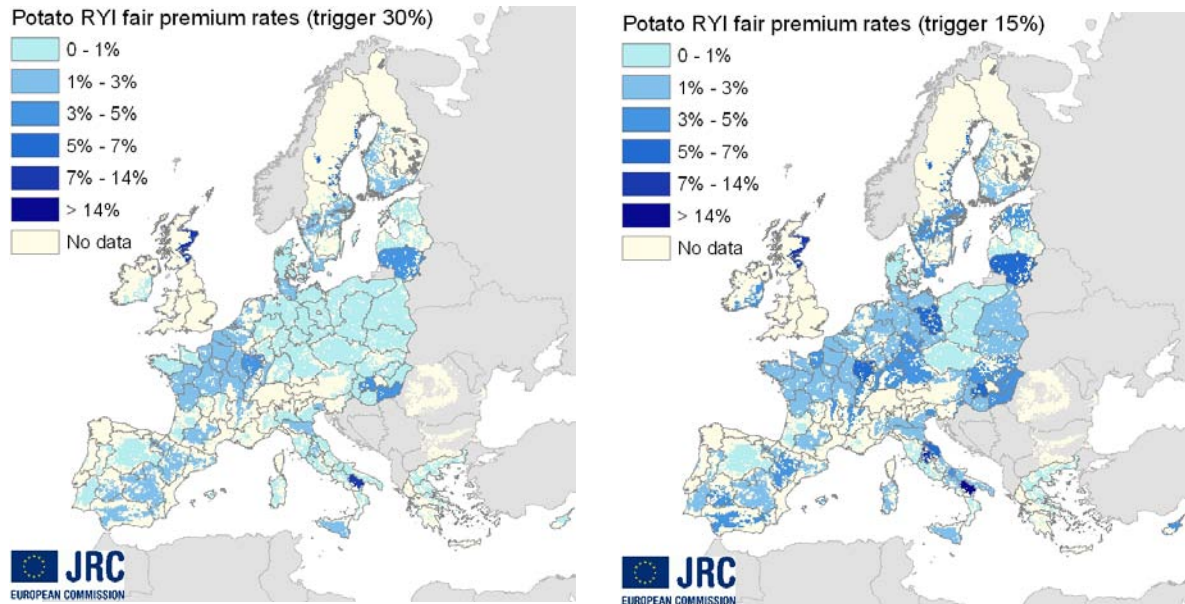 Potato RYI fair premium rates (trigger 30%)
0 - 1%
1% - 3%
3% - 5%
5% - 7%
7% - 14%
> 14%
No data
JRC
EUROPEAN COMMISSION
Potato RYI fair premium rates (trigger 15%)
0 - 1%
1% - 3%
3% - 5%
5% - 7%
7% - 14%
> 14%
No data
JRC
EUROPEAN COMMISSION